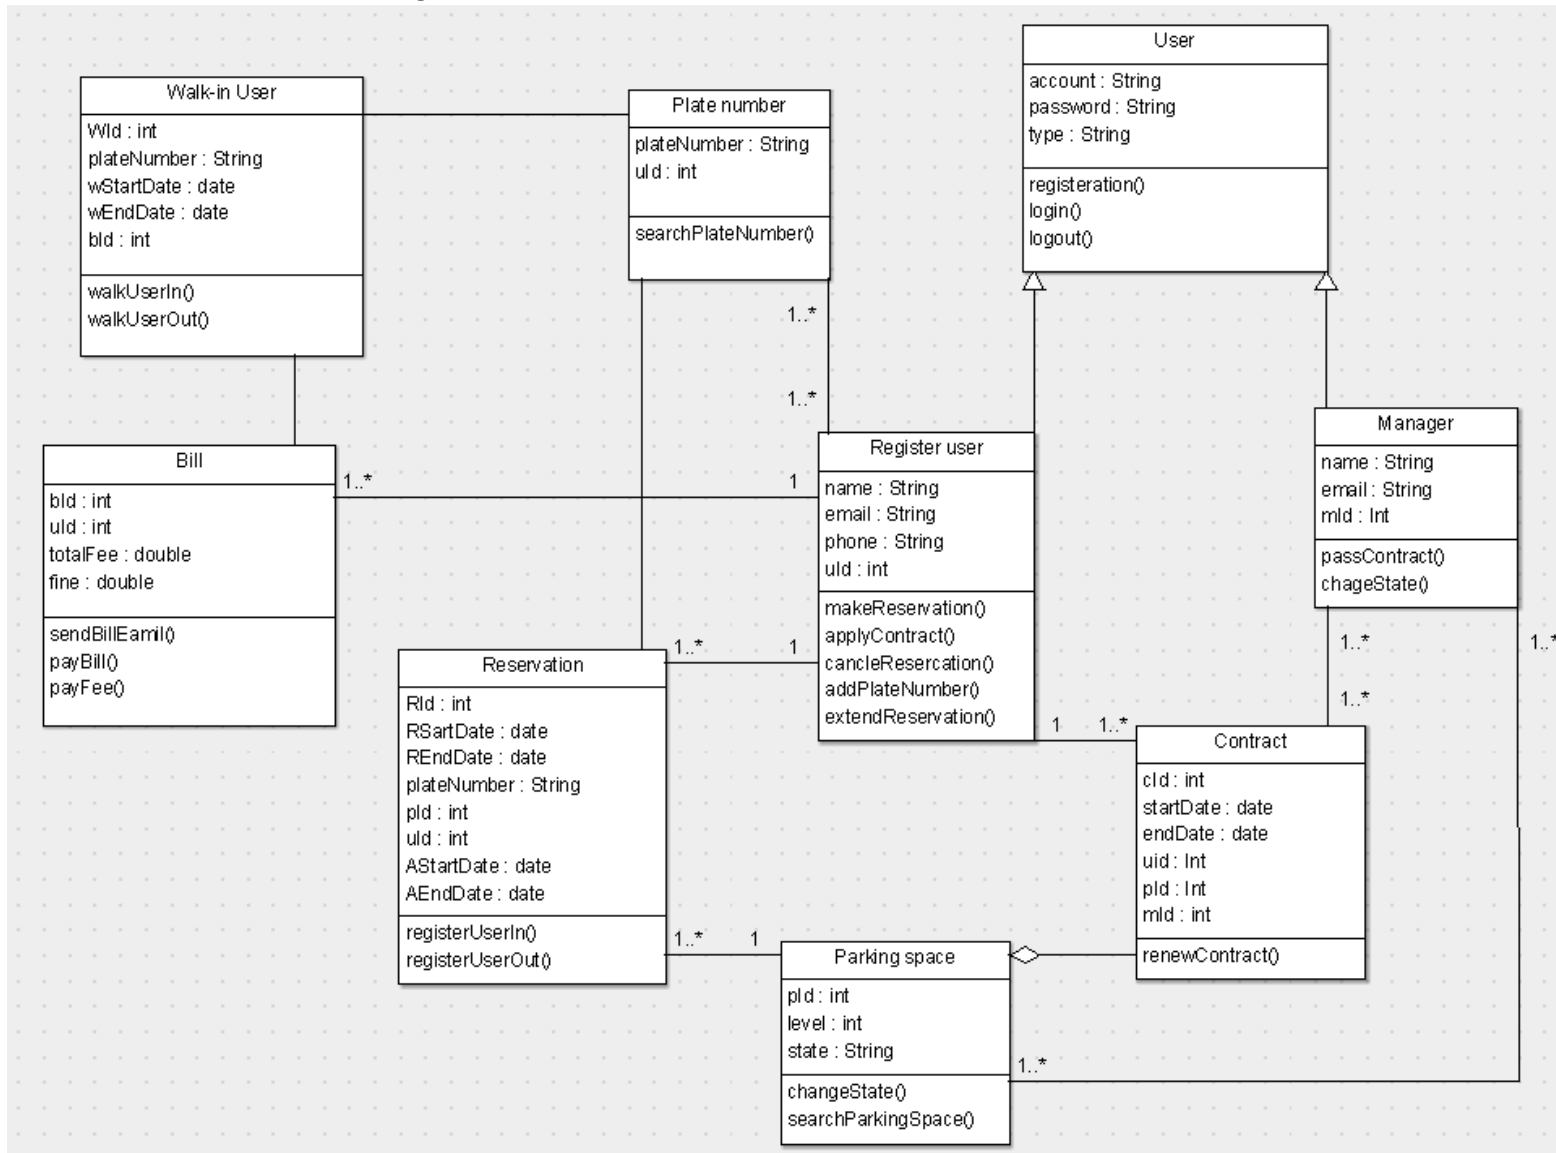 User
account : String
password : String
type : String
registeration()
login()
logout()
Walk-in User
WId : int
plateNumber : String
wStartDate : date
wEndDate : date
bId : int
walkUserIn()
walkUserOut()
Plate number
plateNumber : String
uId : int
searchPlateNumber()
1..*
1..*
Manager
name : String
email : String
mId : Int
passContract()
chageState()
Bill
bId : int
uId : int
totalFee : double
fine : double
sendBillEamil()
payBill()
payFee()
1..*
1
Register user
name : String
email : String
phone : String
uId : int
makeReservation()
applyContract()
cancleResercation()
addPlateNumber()
extendReservation()
1..*
1
1..*
1..*
1..*
1
1..*
Reservation
RId : int
RSartDate : date
REndDate : date
plateNumber : String
pId : int
uId : int
AStartDate : date
AEndDate : date
registerUserIn()
registerUserOut()
Contract
cId : int
startDate : date
endDate : date
uid : Int
pId : Int
mId : int
renewContract()
1..*
1
Parking space
pId : int
level : int
state : String
changeState()
searchParkingSpace()
1..*